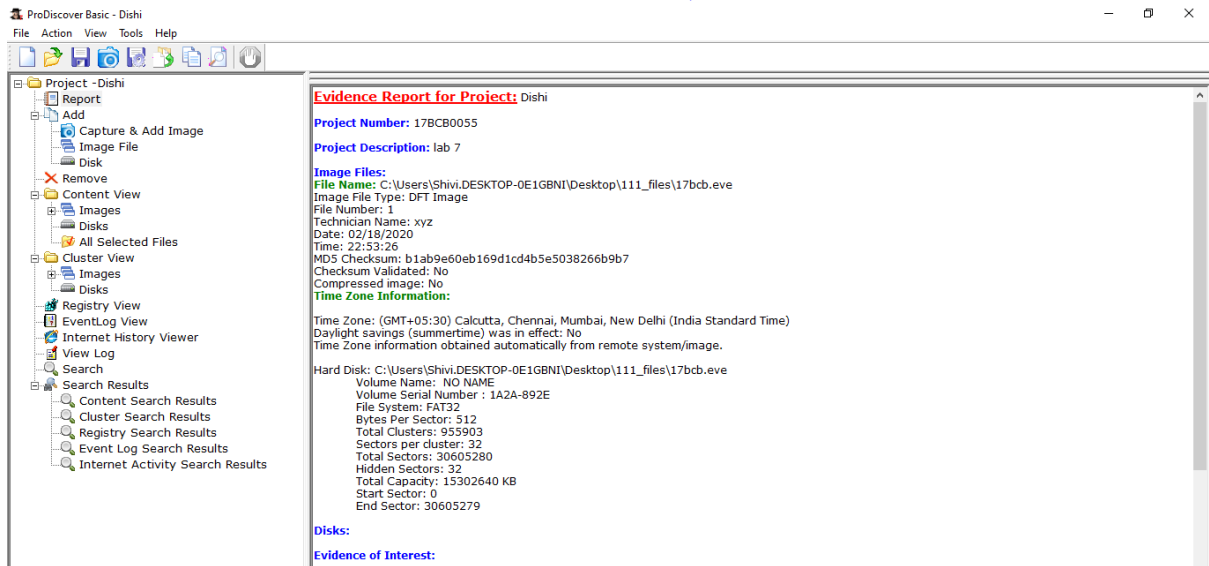 ProDiscover Basic - Dishi
File Action View Tools Help
Project -Dishi
Report
Add
Capture & Add Image
Image File
Disk
Remove
Content View
Images
Disks
All Selected Files
Cluster View
Images
Disks
Registry View
EventLog View
Internet History Viewer
View Log
Search
Search Results
Content Search Results
Cluster Search Results
Registry Search Results
Event Log Search Results
Internet Activity Search Results
Evidence Report for Project: Dishi
Project Number: 17BCB0055
Project Description: lab 7
Image Files:
File Name: C:\Users\Shivi.DESKTOP-0E1GBNI\Desktop\111_files\17bcb.eve
Image File Type: DFT Image
File Number: 1
Technician Name: xyz
Date: 02/18/2020
Time: 22:53:26
MD5 Checksum: b1ab9e60eb169d1cd4b5e5038266b9b7
Checksum Validated: No
Compressed image: No
Time Zone Information:
Time Zone: (GMT+05:30) Calcutta, Chennai, Mumbai, New Delhi (India Standard Time)
Daylight savings (summertime) was in effect: No
Time Zone information obtained automatically from remote system/image.
Hard Disk: C:\Users\Shivi.DESKTOP-0E1GBNI\Desktop\111_files\17bcb.eve
Volume Name: NO NAME
Volume Serial Number : 1A2A-892E
File System: FAT32
Bytes Per Sector: 512
Total Clusters: 955903
Sectors per cluster: 32
Total Sectors: 30605280
Hidden Sectors: 32
Total Capacity: 15302640 KB
Start Sector: 0
End Sector: 30605279
Disks:
Evidence of Interest: